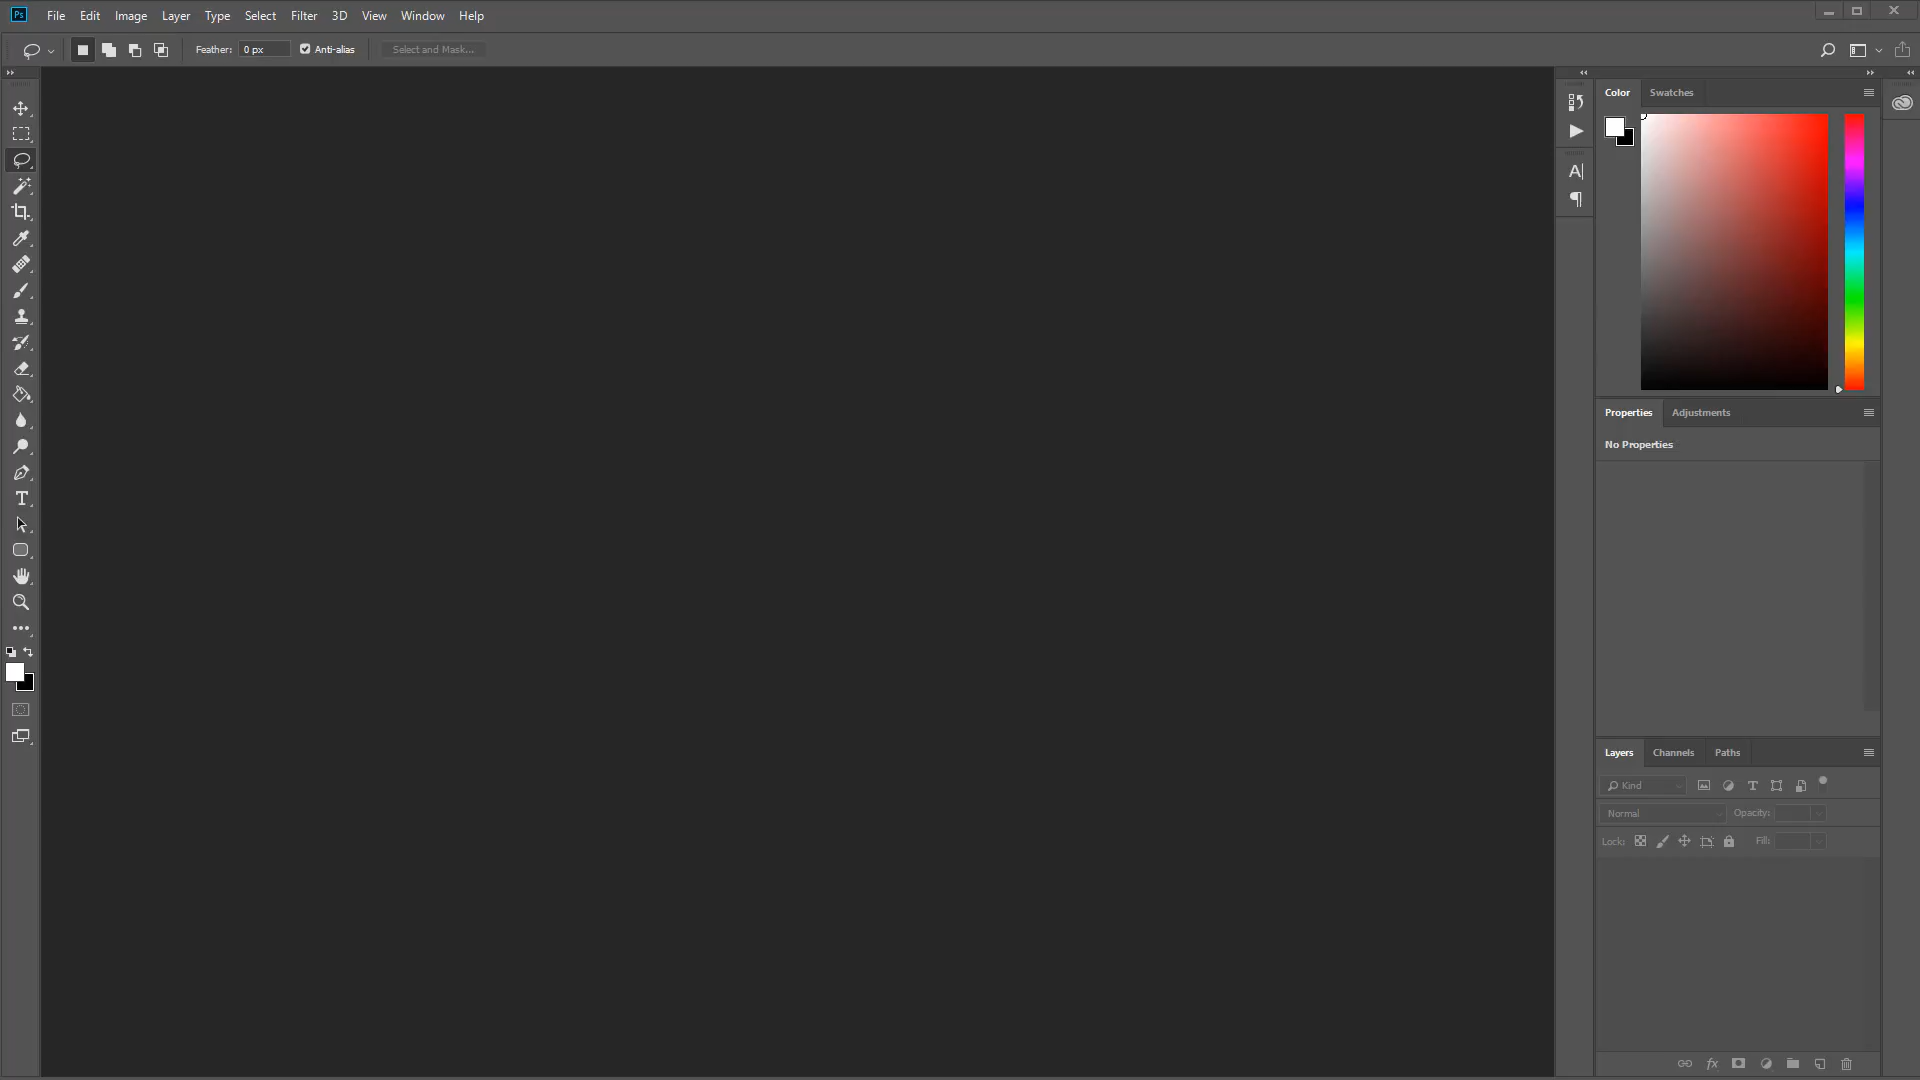 Ps File Edit Image Layer Type Select Filter 3D View Window Help
Feather: 0 px Anti-alias Select and Mask...
Color Swatches
Properties Adjustments
No Properties
Layers Channels Paths
Kind
Normal Opacity:
Lock: Fill:
fx